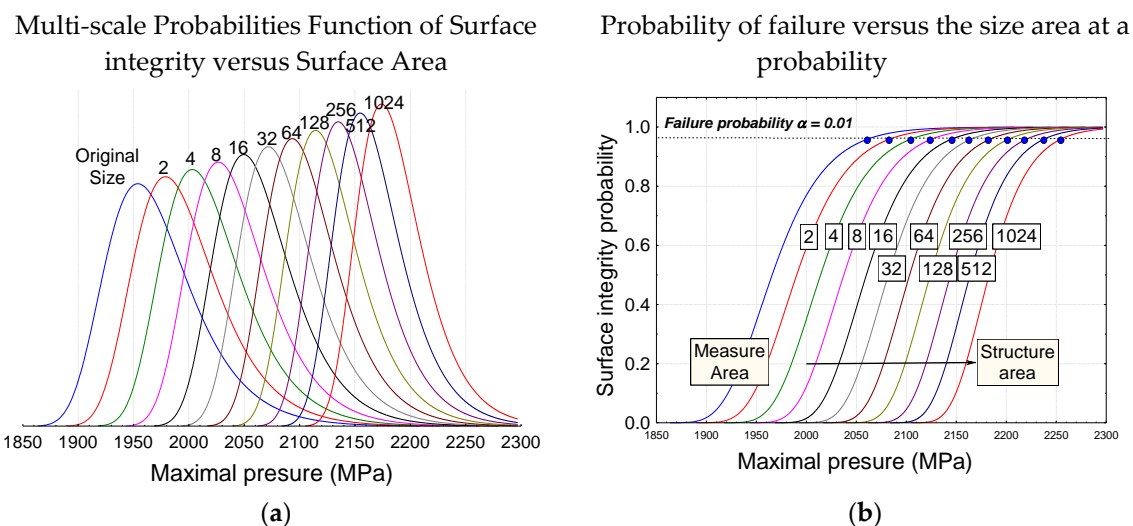 Multi-scale Probabilities Function of Surface
integrity versus Surface Area
Original
Size
2
4
8
16
32
64
128
256
512
1024
1850 1900 1950 2000 2050 2100 2150 2200 2250 2300
Maximal presure (MPa)
(a)
Probability of failure versus the size area at a
probability
Surface integrity probability
1.0
0.8
0.6
0.4
0.2
0.0
Failure probability α = 0.01
2 4 8 16 64 256 1024
32 128 512
Measure
Area
Structure
area
1850 1900 1950 2000 2050 2100 2150 2200 2250 2300
Maximal presure (MPa)
(b)